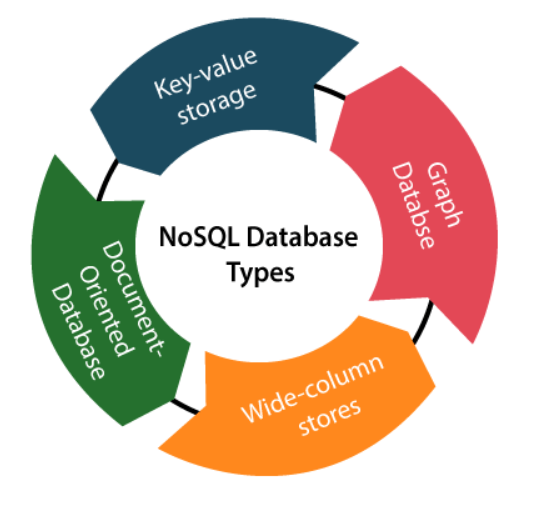 Key-value
storage
Graph
Databse
NoSQL Database
Types
Document-
Oriented
Database
Wide-column
stores